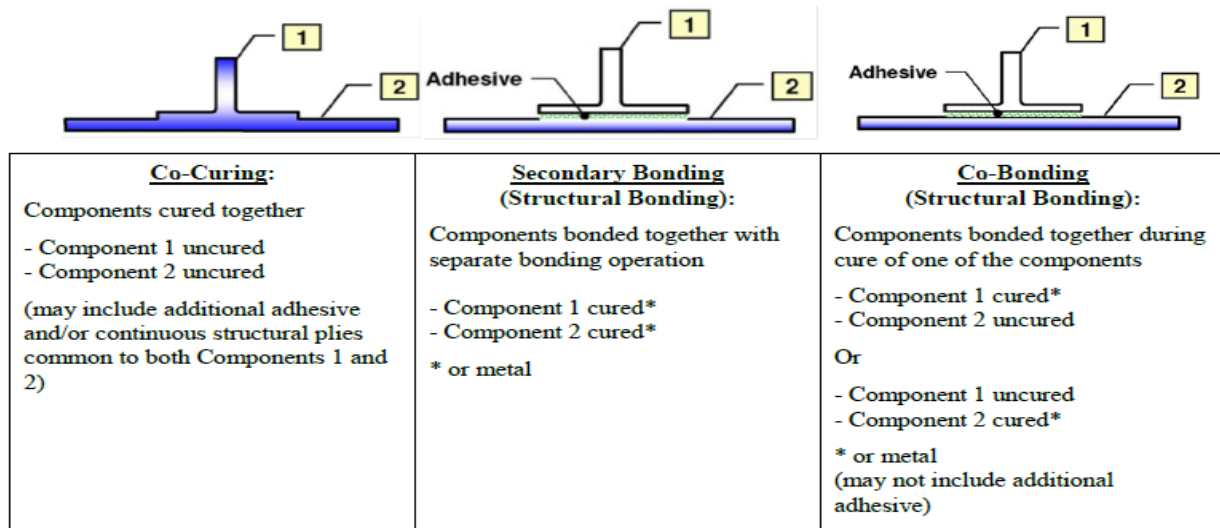 1
2
Adhesive
1
2
Adhesive
1
2
Co-Curing:
Components cured together
- Component 1 uncured
- Component 2 uncured
(may include additional adhesive
and/or continuous structural plies
common to both Components 1 and
2)
Secondary Bonding
(Structural Bonding):
Components bonded together with
separate bonding operation
- Component 1 cured*
- Component 2 cured*
* or metal
Co-Bonding
(Structural Bonding):
Components bonded together during
cure of one of the components
- Component 1 cured*
- Component 2 uncured
Or
- Component 1 uncured
- Component 2 cured*
* or metal
(may not include additional
adhesive)